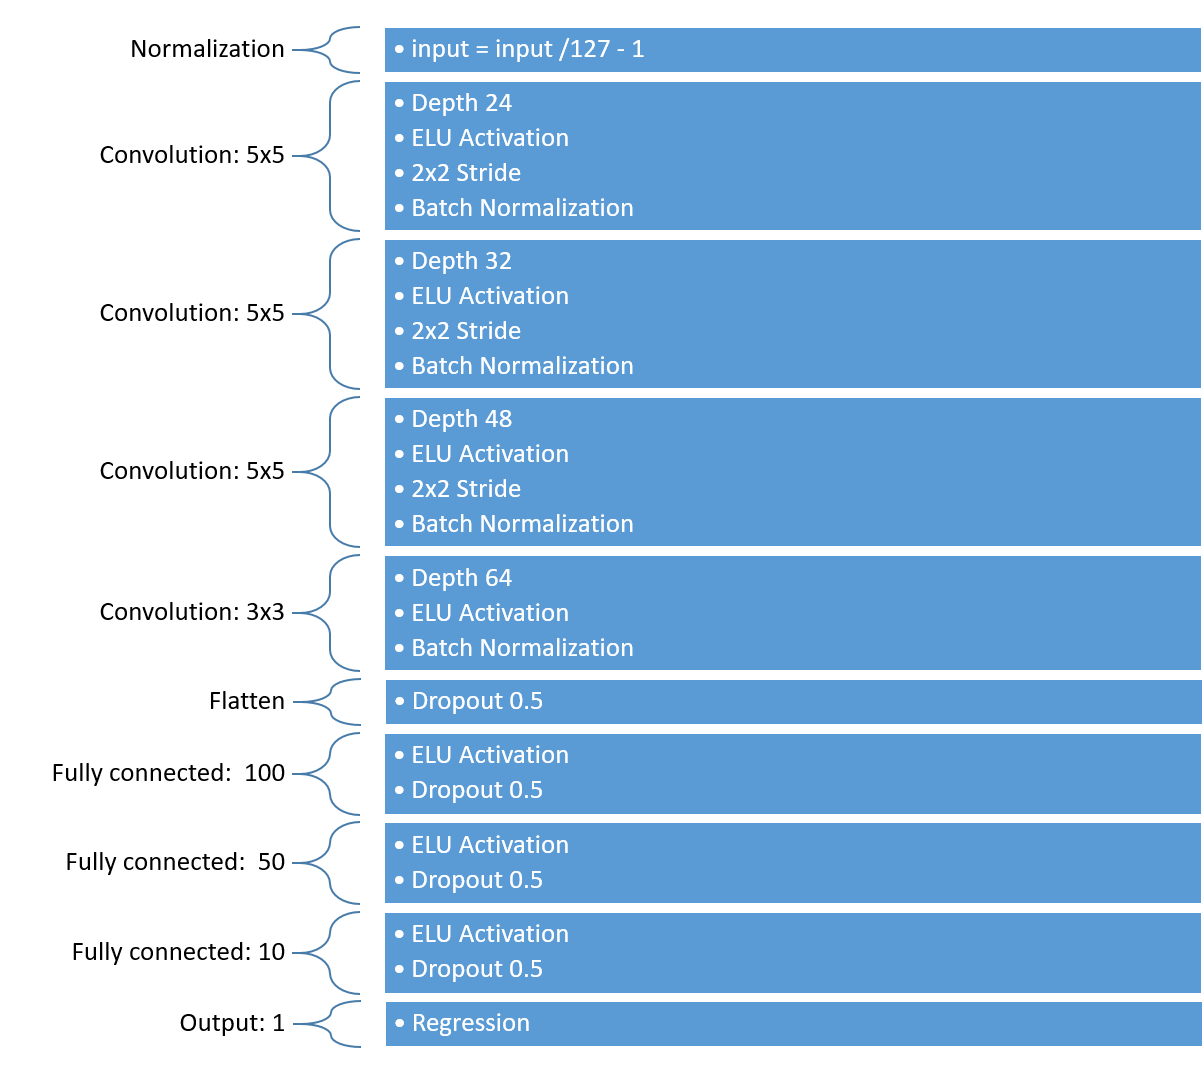 Normalization
• input = input /127 - 1
Convolution: 5x5
• Depth 24
• ELU Activation
• 2x2 Stride
• Batch Normalization
Convolution: 5x5
• Depth 32
• ELU Activation
• 2x2 Stride
• Batch Normalization
Convolution: 5x5
• Depth 48
• ELU Activation
• 2x2 Stride
• Batch Normalization
Convolution: 3x3
• Depth 64
• ELU Activation
• Batch Normalization
Flatten
• Dropout 0.5
Fully connected:  100
• ELU Activation
• Dropout 0.5
Fully connected:  50
• ELU Activation
• Dropout 0.5
Fully connected: 10
• ELU Activation
• Dropout 0.5
Output: 1
• Regression